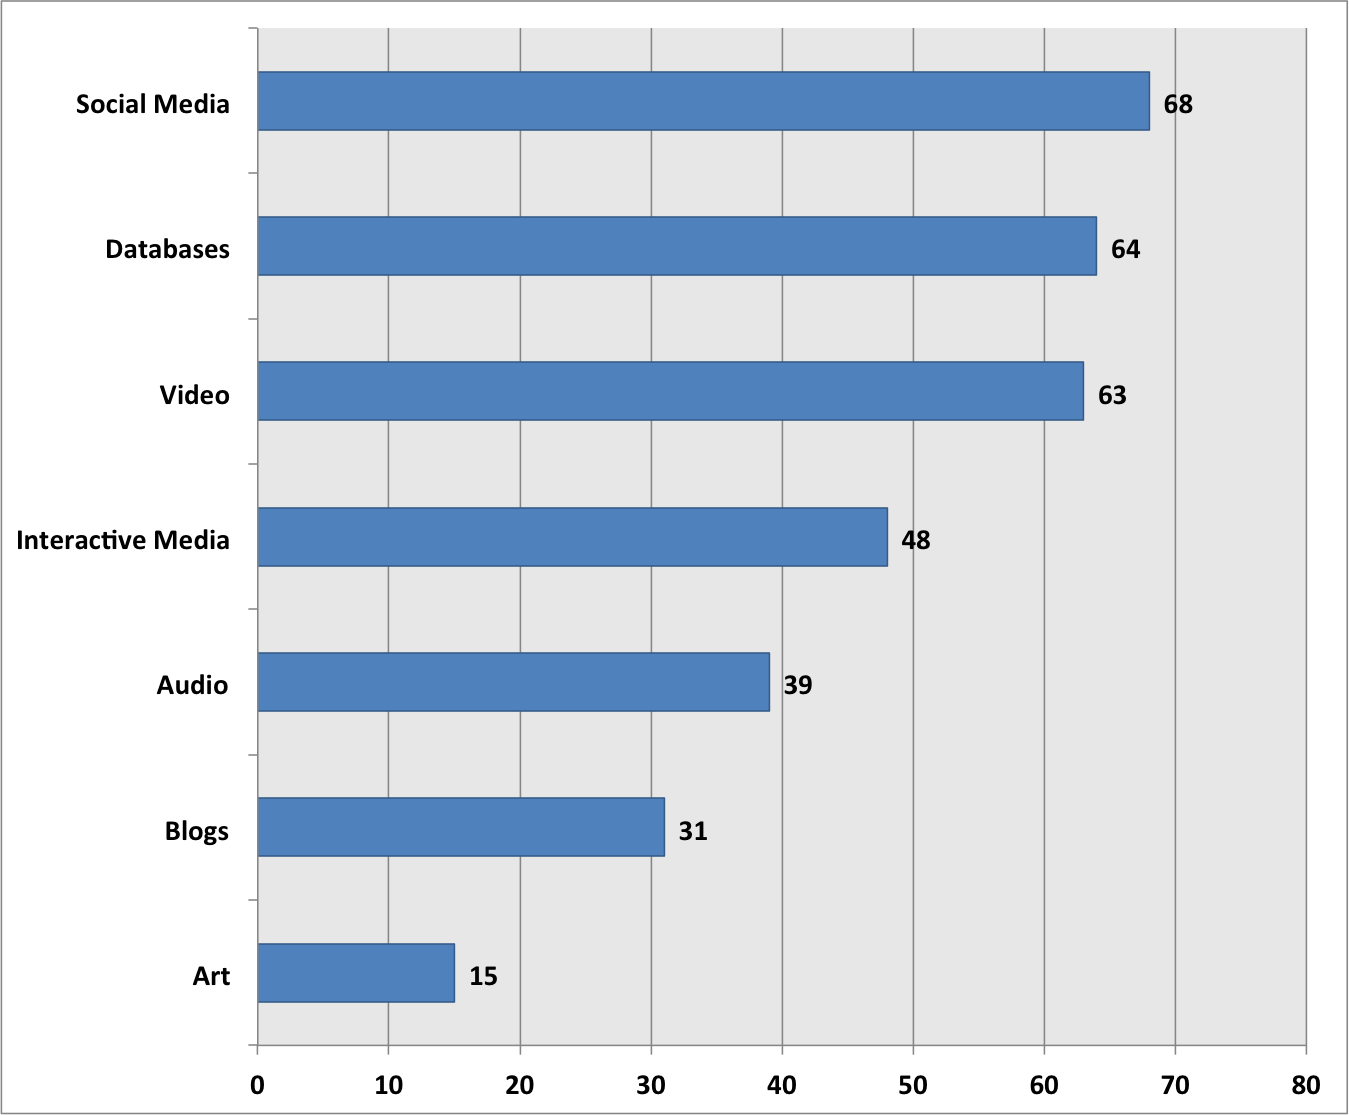 Social Media 68
Databases 64
Video 63
Interactive Media 48
Audio 39
Blogs 31
Art 15
0 10 20 30 40 50 60 70 80